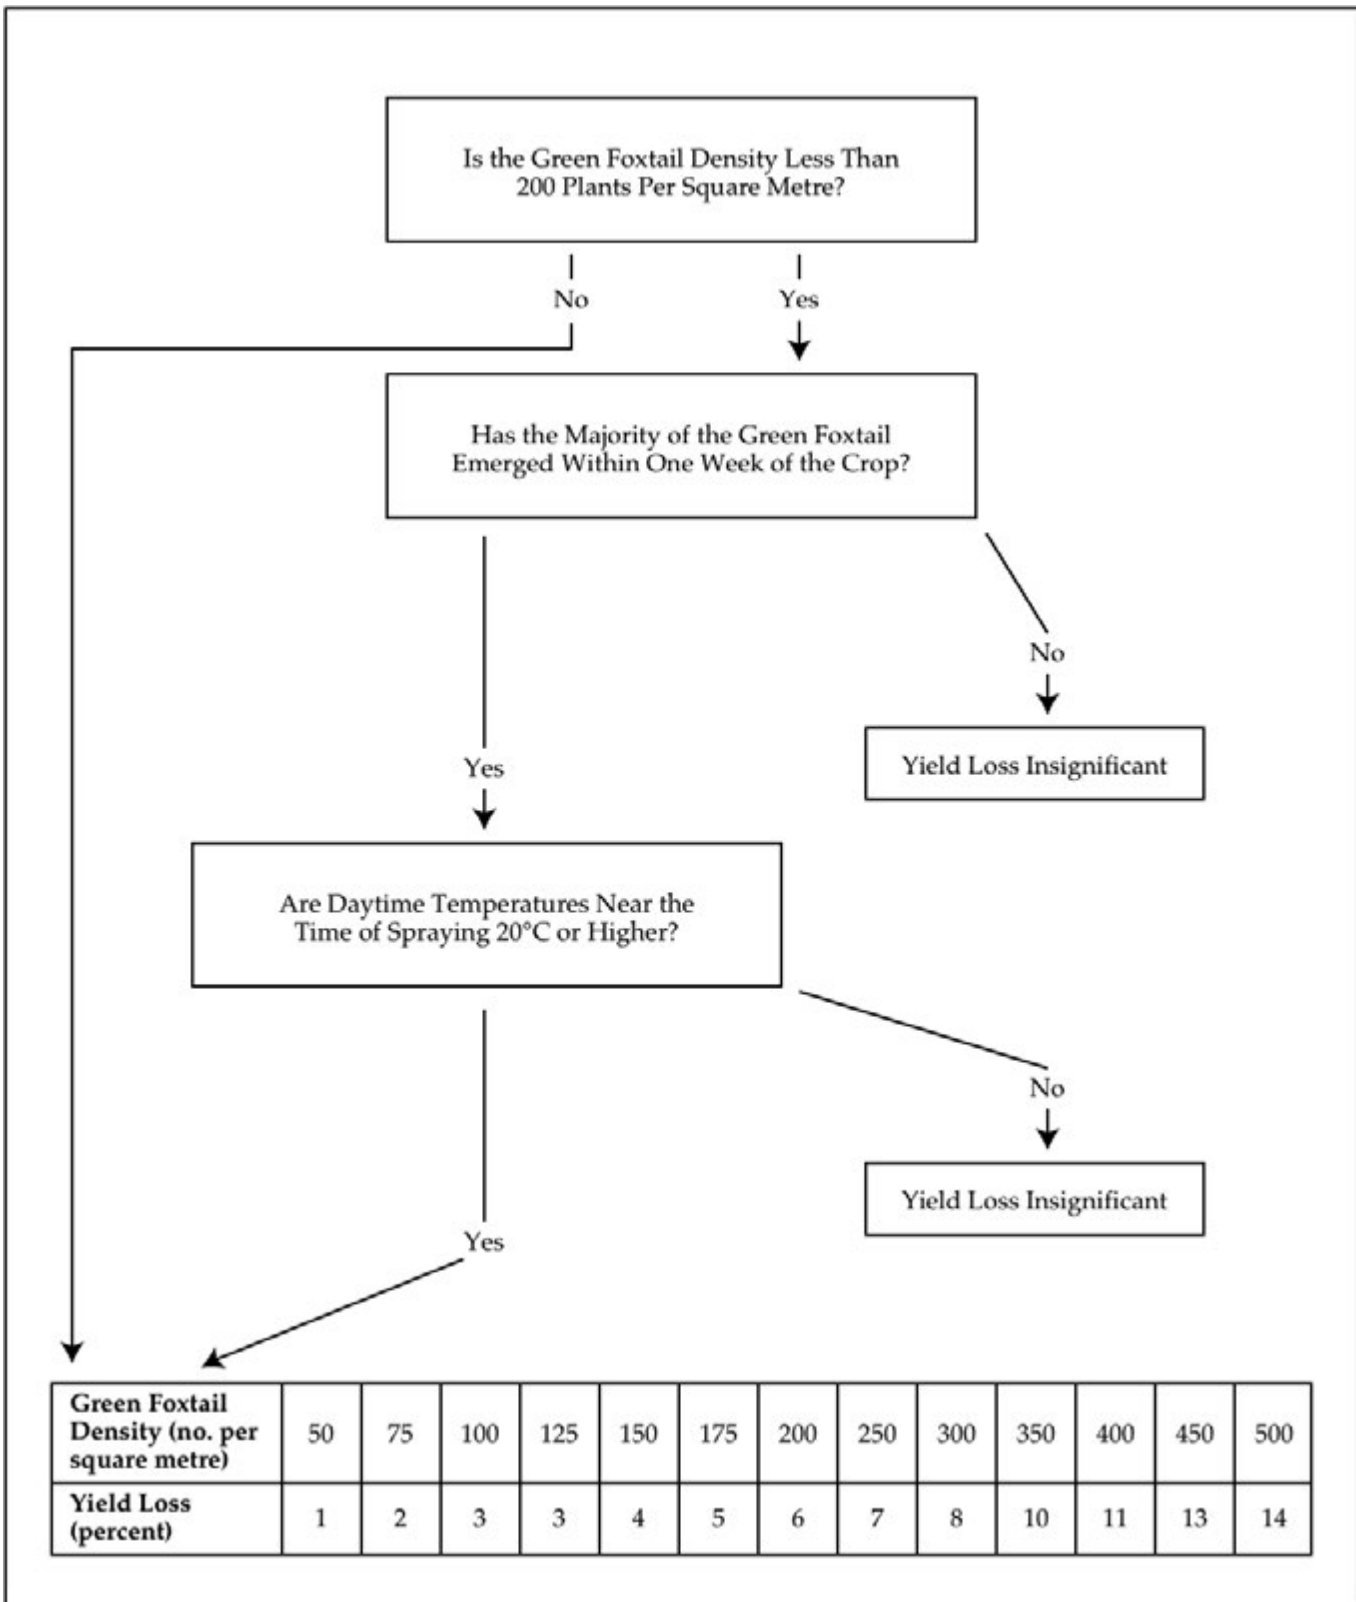 Is the Green Foxtail Density Less Than
200 Plants Per Square Metre?
No
Yes
Has the Majority of the Green Foxtail
Emerged Within One Week of the Crop?
No
Yield Loss Insignificant
Yes
Are Daytime Temperatures Near the
Time of Spraying 20°C or Higher?
No
Yield Loss Insignificant
Yes
Green Foxtail
Density (no. per
square metre)
50 75 100 125 150 175 200 250 300 350 400 450 500
Yield Loss
(percent)
1 2 3 3 4 5 6 7 8 10 11 13 14